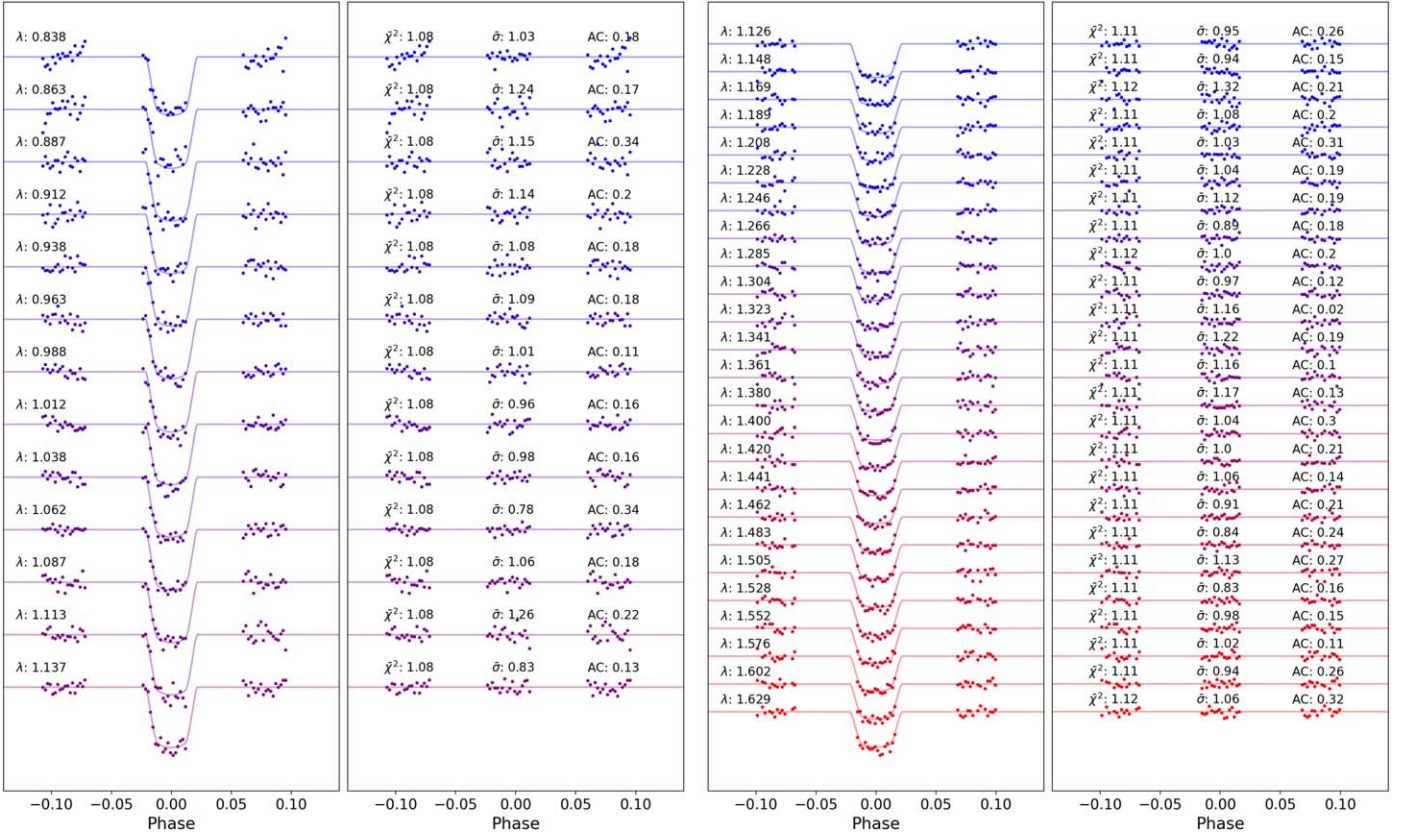 λ: 0.838 χ̄²: 1.08 σ̄: 1.03 AC: 0.18
λ: 0.863 χ̄²: 1.08 σ̄: 1.24 AC: 0.17
λ: 0.887 χ̄²: 1.08 σ̄: 1.15 AC: 0.34
λ: 0.912 χ̄²: 1.08 σ̄: 1.14 AC: 0.2
λ: 0.938 χ̄²: 1.08 σ̄: 1.08 AC: 0.18
λ: 0.963 χ̄²: 1.08 σ̄: 1.09 AC: 0.18
λ: 0.988 χ̄²: 1.08 σ̄: 1.01 AC: 0.11
λ: 1.012 χ̄²: 1.08 σ̄: 0.96 AC: 0.16
λ: 1.038 χ̄²: 1.08 σ̄: 0.98 AC: 0.16
λ: 1.062 χ̄²: 1.08 σ̄: 0.78 AC: 0.34
λ: 1.087 χ̄²: 1.08 σ̄: 1.06 AC: 0.18
λ: 1.113 χ̄²: 1.08 σ̄: 1.26 AC: 0.22
λ: 1.137 χ̄²: 1.08 σ̄: 0.83 AC: 0.13
−0.10 −0.05 0.00 0.05 0.10 −0.10 −0.05 0.00 0.05 0.10
Phase Phase
λ: 1.126 χ̄²: 1.11 σ̄: 0.95 AC: 0.26
λ: 1.148 χ̄²: 1.11 σ̄: 0.94 AC: 0.15
λ: 1.169 χ̄²: 1.12 σ̄: 1.32 AC: 0.21
λ: 1.189 χ̄²: 1.11 σ̄: 1.08 AC: 0.2
λ: 1.208 χ̄²: 1.11 σ̄: 1.03 AC: 0.31
λ: 1.228 χ̄²: 1.11 σ̄: 1.04 AC: 0.19
λ: 1.246 χ̄²: 1.11 σ̄: 1.12 AC: 0.19
λ: 1.266 χ̄²: 1.11 σ̄: 0.89 AC: 0.18
λ: 1.285 χ̄²: 1.12 σ̄: 1.0 AC: 0.2
λ: 1.304 χ̄²: 1.11 σ̄: 0.97 AC: 0.12
λ: 1.323 χ̄²: 1.11 σ̄: 1.16 AC: 0.02
λ: 1.341 χ̄²: 1.11 σ̄: 1.22 AC: 0.19
λ: 1.361 χ̄²: 1.11 σ̄: 1.16 AC: 0.1
λ: 1.380 χ̄²: 1.11 σ̄: 1.17 AC: 0.13
λ: 1.400 χ̄²: 1.11 σ̄: 1.04 AC: 0.3
λ: 1.420 χ̄²: 1.11 σ̄: 1.0 AC: 0.21
λ: 1.441 χ̄²: 1.11 σ̄: 1.06 AC: 0.14
λ: 1.462 χ̄²: 1.11 σ̄: 0.91 AC: 0.21
λ: 1.483 χ̄²: 1.11 σ̄: 0.84 AC: 0.24
λ: 1.505 χ̄²: 1.11 σ̄: 1.13 AC: 0.27
λ: 1.528 χ̄²: 1.11 σ̄: 0.83 AC: 0.16
λ: 1.552 χ̄²: 1.11 σ̄: 0.98 AC: 0.15
λ: 1.576 χ̄²: 1.11 σ̄: 1.02 AC: 0.11
λ: 1.602 χ̄²: 1.11 σ̄: 0.94 AC: 0.26
λ: 1.629 χ̄²: 1.12 σ̄: 1.06 AC: 0.32
−0.10 −0.05 0.00 0.05 0.10 −0.10 −0.05 0.00 0.05 0.10
Phase Phase